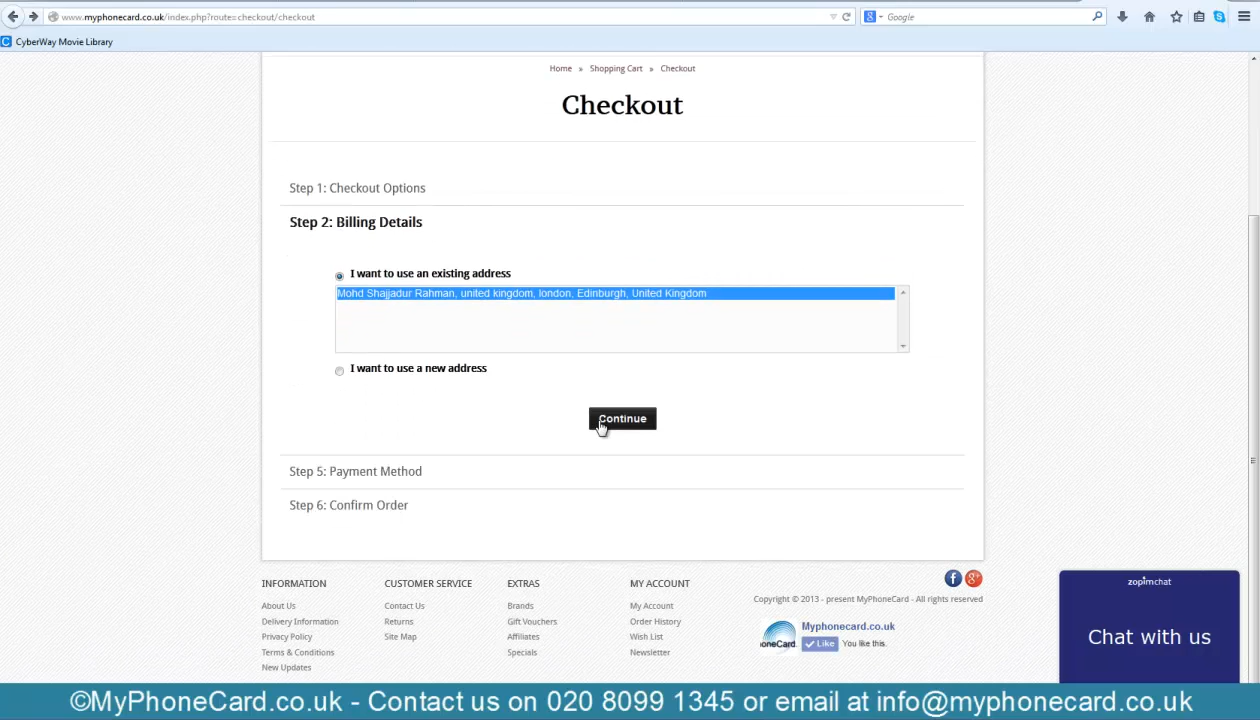 www.myphonecard.co.uk/index.php?route=checkout/checkout
Google
CyberWay Movie Library
Home » Shopping Cart » Checkout
Checkout
Step 1: Checkout Options
Step 2: Billing Details
I want to use an existing address
Mohd Shajjadur Rahman, united kingdom, london, Edinburgh, United Kingdom
I want to use a new address
Continue
Step 5: Payment Method
Step 6: Confirm Order
INFORMATION
About Us
Delivery Information
Privacy Policy
Terms & Conditions
New Updates
CUSTOMER SERVICE
Contact Us
Returns
Site Map
EXTRAS
Brands
Gift Vouchers
Affiliates
Specials
MY ACCOUNT
My Account
Order History
Wish List
Newsletter
Copyright © 2013 - present MyPhoneCard - All rights reserved
oneCard
Myphonecard.co.uk
Like You like this.
zopimchat
Chat with us
©MyPhoneCard.co.uk - Contact us on 020 8099 1345 or email at info@myphonecard.co.uk